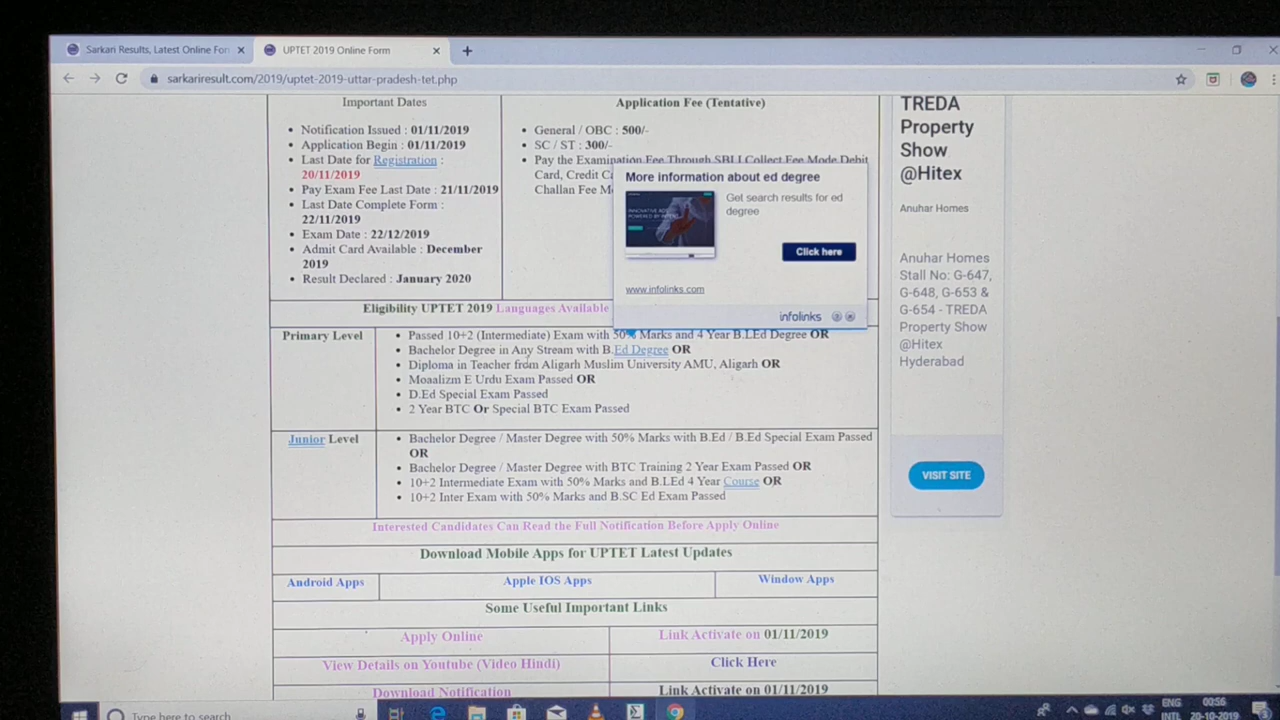 Sarkari Results, Latest Online For
UPTET 2019 Online Form
sarkariresult.com/2019/uptet-2019-uttar-pradesh-tet.php
Important Dates
Application Fee (Tentative)
Notification Issued : 01/11/2019
Application Begin : 01/11/2019
Last Date for Registration :
20/11/2019
Pay Exam Fee Last Date : 21/11/2019
Last Date Complete Form :
22/11/2019
Exam Date : 22/12/2019
Admit Card Available : December
2019
Result Declared : January 2020
General / OBC : 500/-
SC / ST : 300/-
Pay the Examination Fee Through SBI I Collect Fee Mode Debit
Card, Credit Ca
Challan Fee M
More information about ed degree
Get search results for ed
degree
INNOVATIVE ADS
Click here
www.infolinks.com
infolinks
Eligibility UPTET 2019 Languages Available
Primary Level
Passed 10+2 (Intermediate) Exam with 50% Marks and 4 Year B.LEd Degree OR
Bachelor Degree in Any Stream with B.Ed Degree OR
Diploma in Teacher from Aligarh Muslim University AMU, Aligarh OR
Moaalizm E Urdu Exam Passed OR
D.Ed Special Exam Passed
2 Year BTC Or Special BTC Exam Passed
Junior Level
Bachelor Degree / Master Degree with 50% Marks with B.Ed / B.Ed Special Exam Passed
OR
Bachelor Degree / Master Degree with BTC Training 2 Year Exam Passed OR
10+2 Intermediate Exam with 50% Marks and B.LEd 4 Year Course OR
10+2 Inter Exam with 50% Marks and B.SC Ed Exam Passed
Interested Candidates Can Read the Full Notification Before Apply Online
Download Mobile Apps for UPTET Latest Updates
Android Apps
Apple IOS Apps
Window Apps
Some Useful Important Links
Apply Online
Link Activate on 01/11/2019
View Details on Youtube (Video Hindi)
Click Here
Download Notification
Link Activate on 01/11/2019
TREDA
Property
Show
@Hitex
Anuhar Homes
Anuhar Homes
Stall No: G-647,
G-648, G-653 &
G-654 - TREDA
Property Show
@Hitex
Hyderabad
VISIT SITE
Type here to search
ENG
INTL
00:56
20-10-2019